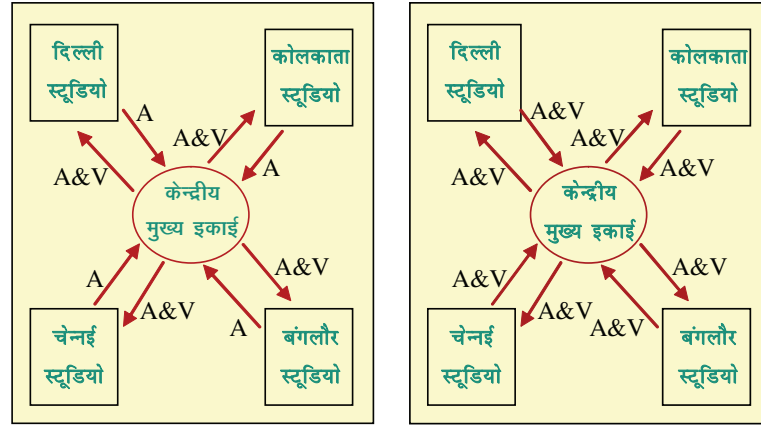 दिल्ली
स्टूडियो
कोलकाता
स्टूडियो
A
A&V
A&V
A
केन्द्रीय
मुख्य इकाई
A
A&V
A&V
A
चेन्नई
स्टूडियो
बंगलौर
स्टूडियो
दिल्ली
स्टूडियो
कोलकाता
स्टूडियो
A&V
A&V
A&V
A&V
केन्द्रीय
मुख्य इकाई
A&V
A&V
A&V
A&V
चेन्नई
स्टूडियो
बंगलौर
स्टूडियो